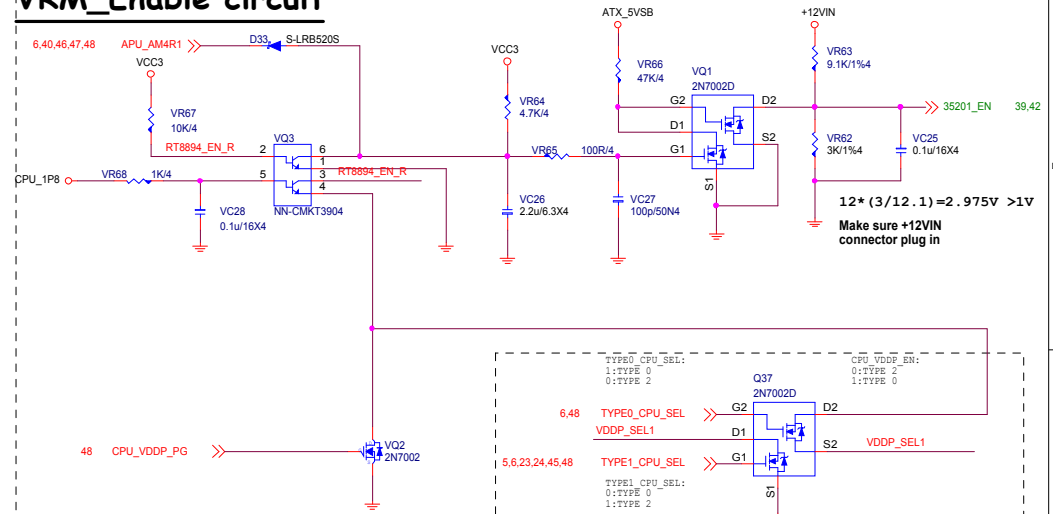 VRM_Enable circuit
ATX_5VSB
+12VIN
6,40,46,47,48 APU_AM4R1 D33 S-LRB520S
VCC3
VCC3
VR66
47K/4
VQ1
2N7002D
VR63
9.1K/1%4
VR67
10K/4
VR64
4.7K/4
G2 D2
35201_EN 39,42
VQ3
D1
S2
RT8894_EN_R 2 6
VR65 100R/4
G1
VR62
3K/1%4
VC25
0.1u/16X4
1
CPU_1P8 VR68 1K/4 5 3 RT8894_EN_R
4
S1
NN-CMKT3904
VC28
0.1u/16X4
VC26
2.2u/6.3X4
VC27
100p/50N4
12*(3/12.1)=2.975V >1V
Make sure +12VIN
connector plug in
TYPE0_CPU_SEL:
1:TYPE 0
0:TYPE 2
CPU_VDDP_EN:
0:TYPE 2
1:TYPE 0
Q37
2N7002D
6,48 TYPE0_CPU_SEL G2 D2
VDDP_SEL1 D1
S2 VDDP_SEL1
48 CPU_VDDP_PG
VQ2
2N7002
5,6,23,24,45,48 TYPE1_CPU_SEL G1
TYPE1_CPU_SEL:
0:TYPE 0
1:TYPE 2
S1